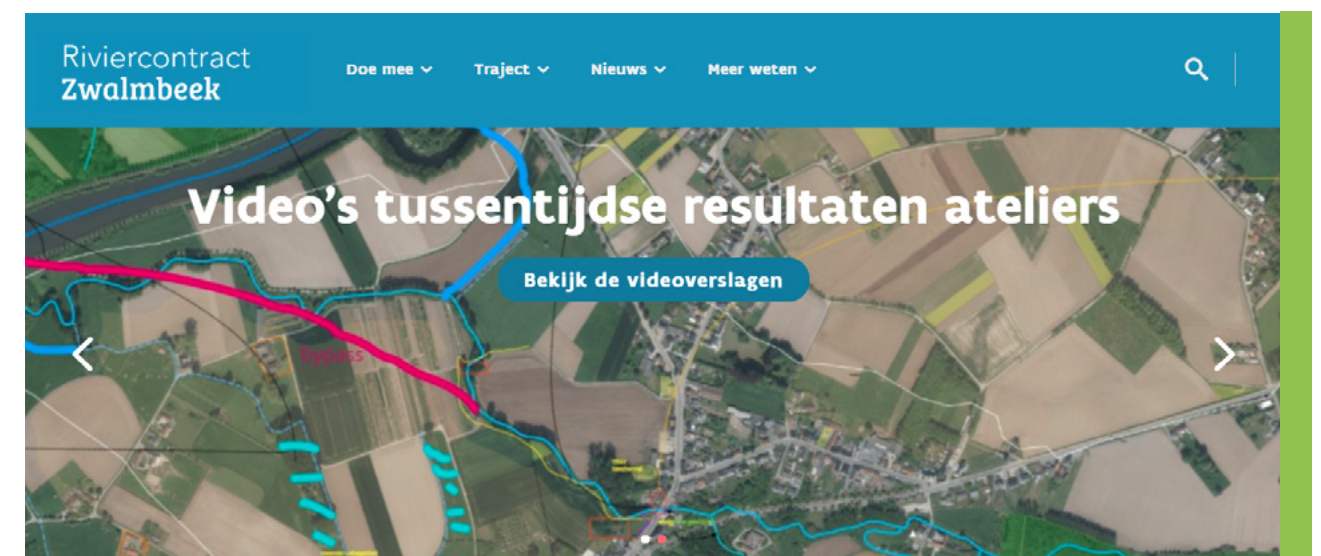 Riviercontract
Zwalmbeek
Doe mee Traject Nieuws Meer weten
Video's tussentijdse resultaten ateliers
Bekijk de videoverslagen
bypass